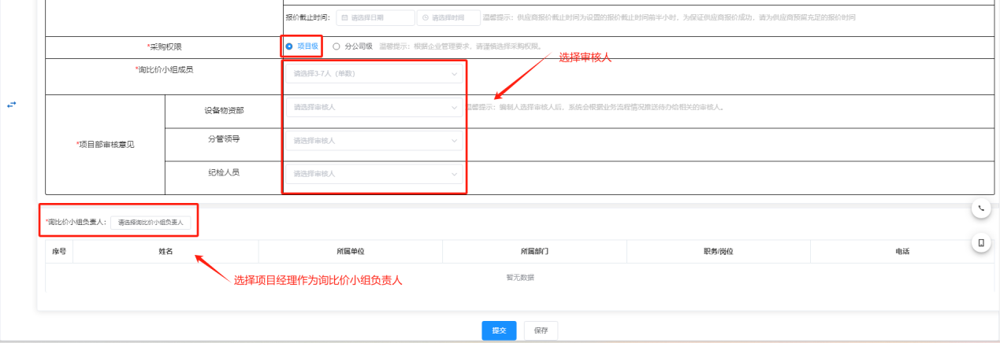 报价截止时间： 请选择日期 请选择时间 温馨提示：供应商报价截止时间为设置的报价截止时间前半小时，为保证供应商报价成功，请为供应商预留充足的报价时间
*采购权限 项目级 分公司级 温馨提示：根据企业管理要求，请谨慎选择采购权限。
选择审核人
*询比价小组成员 请选择3-7人（单数）
设备物资部 请选择审核人 温馨提示：编制人选择审核人后，系统会根据业务流程情况推送待办给相关的审核人。
*项目部审核意见 分管领导 请选择审核人
纪检人员 请选择审核人
*询比价小组负责人： 请选择询比价小组负责人
序号 姓名 所属单位 所属部门 职务/岗位 电话
暂无数据
选择项目经理作为询比价小组负责人
提交 保存